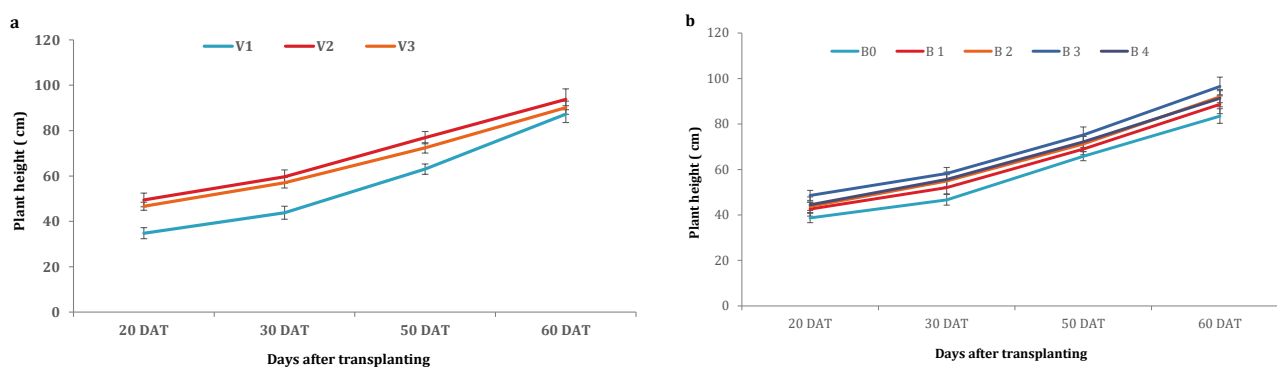 a
V1 V2 V3
120
100
80
60
40
20
0
Plant height ( cm)
20 DAT 30 DAT 50 DAT 60 DAT
Days after transplanting
b
B0 B 1 B 2 B 3 B 4
120
100
80
60
40
20
0
Plant height ( cm)
20 DAT 30 DAT 50 DAT 60 DAT
Days after transplanting